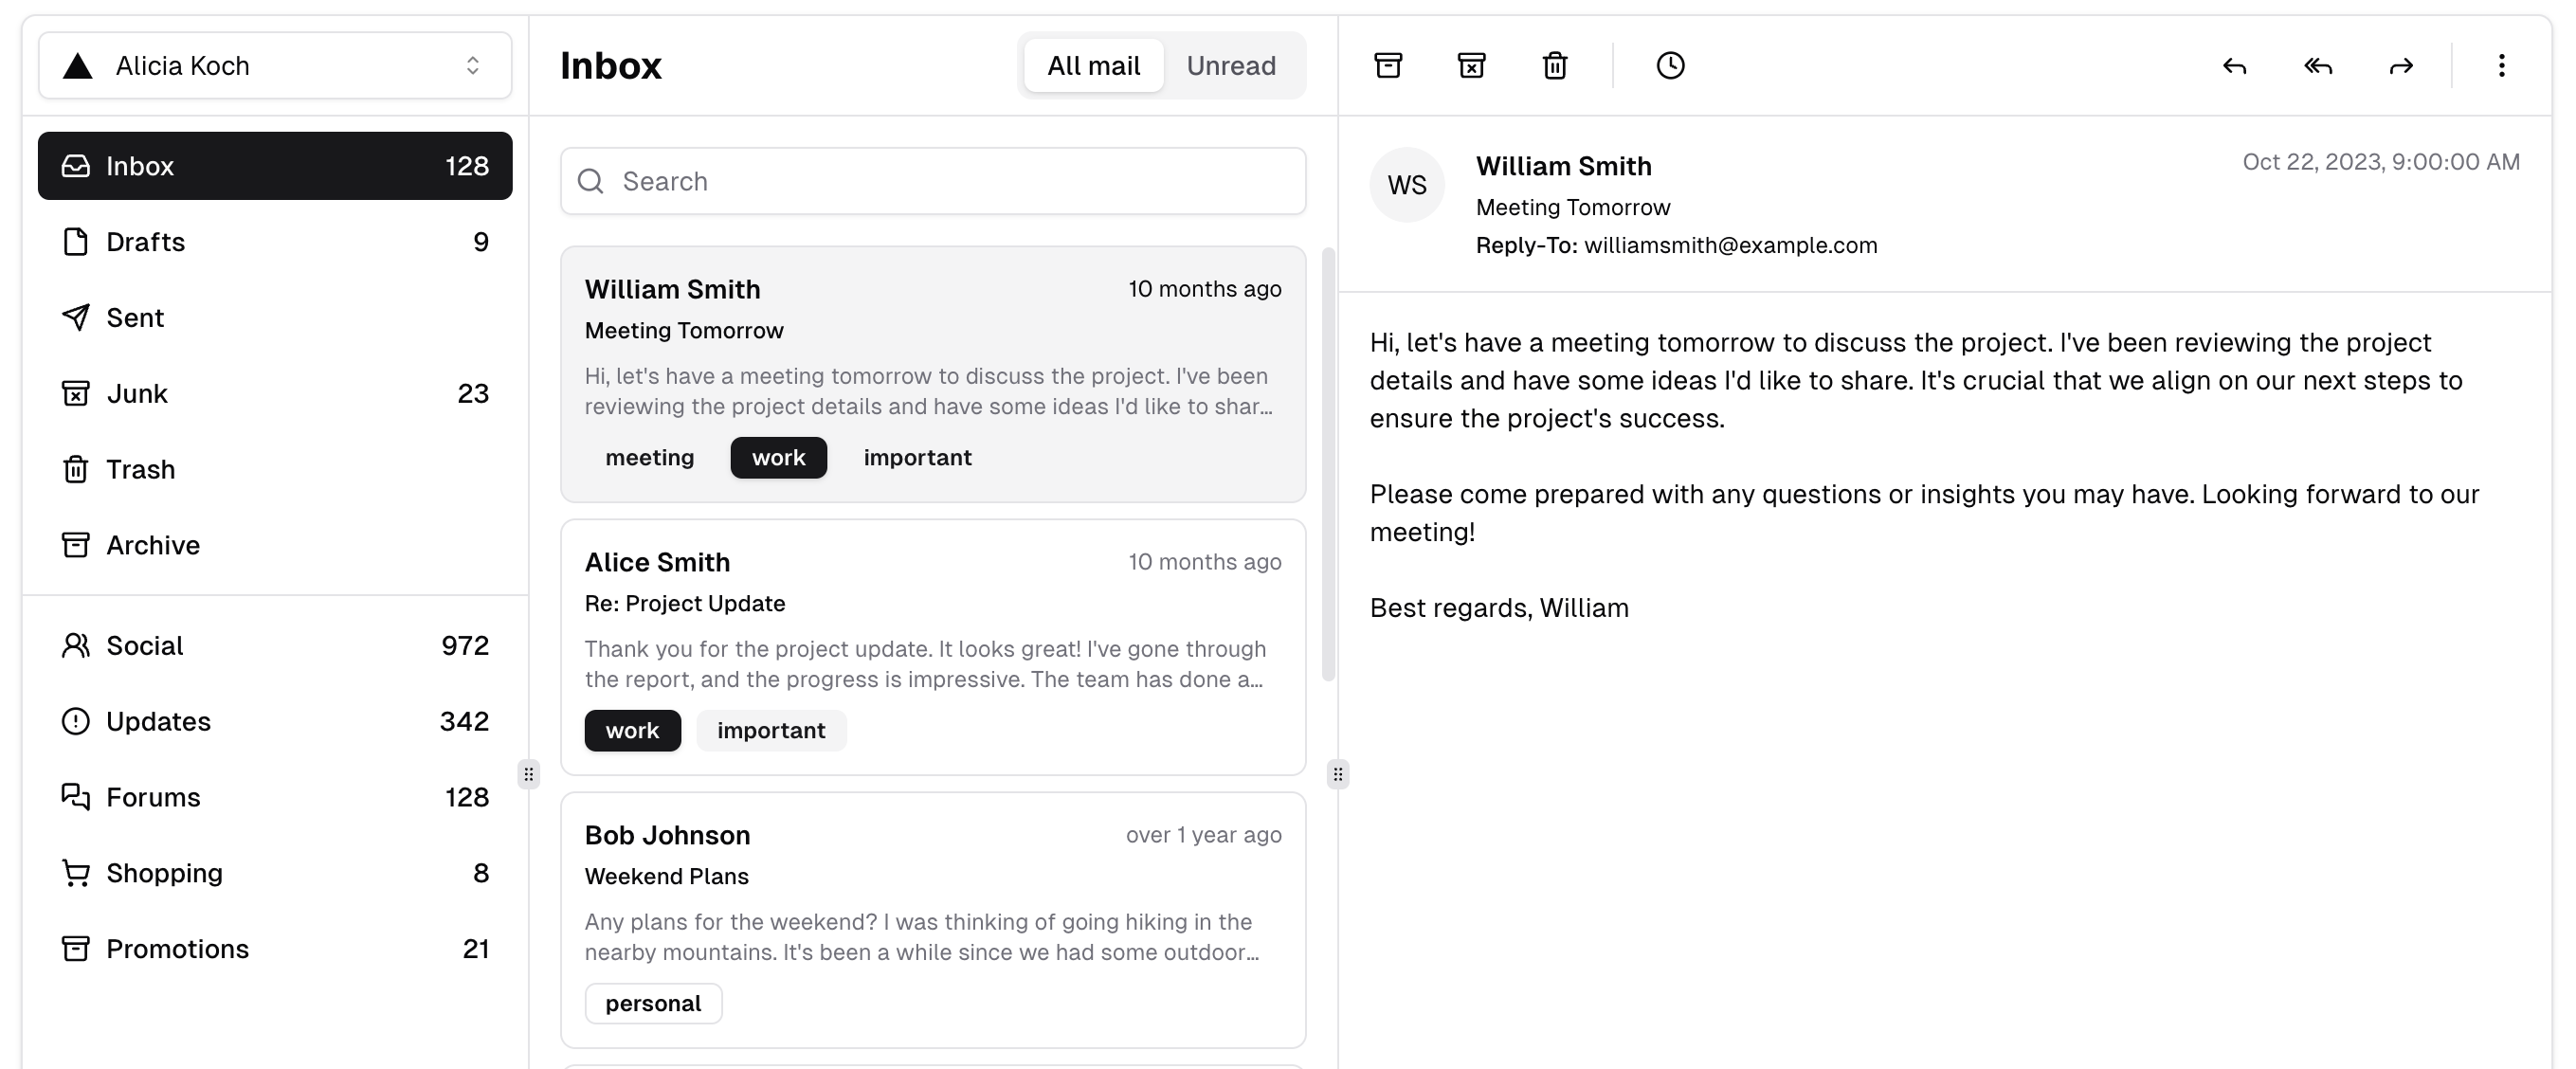 Alicia Koch
Inbox 128
Drafts 9
Sent
Junk 23
Trash
Archive
Social 972
Updates 342
Forums 128
Shopping 8
Promotions 21
Inbox
All mail Unread
Search
William Smith 10 months ago
Meeting Tomorrow
Hi, let's have a meeting tomorrow to discuss the project. I've been
reviewing the project details and have some ideas I'd like to shar...
meeting work important
Alice Smith 10 months ago
Re: Project Update
Thank you for the project update. It looks great! I've gone through
the report, and the progress is impressive. The team has done a...
work important
Bob Johnson over 1 year ago
Weekend Plans
Any plans for the weekend? I was thinking of going hiking in the
nearby mountains. It's been a while since we had some outdoor...
personal
WS
William Smith Oct 22, 2023, 9:00:00 AM
Meeting Tomorrow
Reply-To: williamsmith@example.com
Hi, let's have a meeting tomorrow to discuss the project. I've been reviewing the project
details and have some ideas I'd like to share. It's crucial that we align on our next steps to
ensure the project's success.
Please come prepared with any questions or insights you may have. Looking forward to our
meeting!
Best regards, William